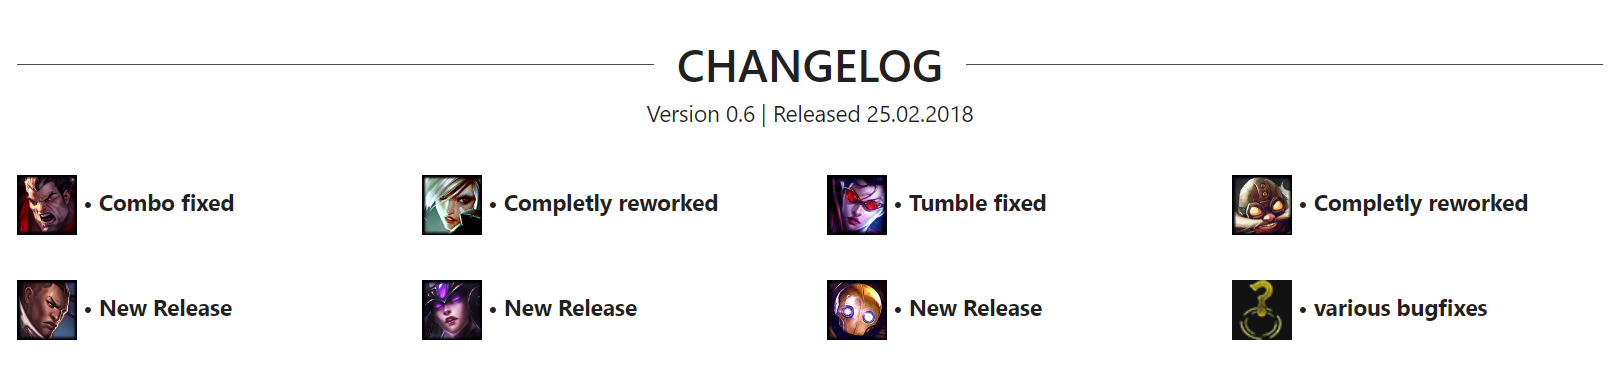 CHANGELOG
Version 0.6 | Released 25.02.2018
• Combo fixed
• Completly reworked
• Tumble fixed
• Completly reworked
• New Release
• New Release
• New Release
• various bugfixes